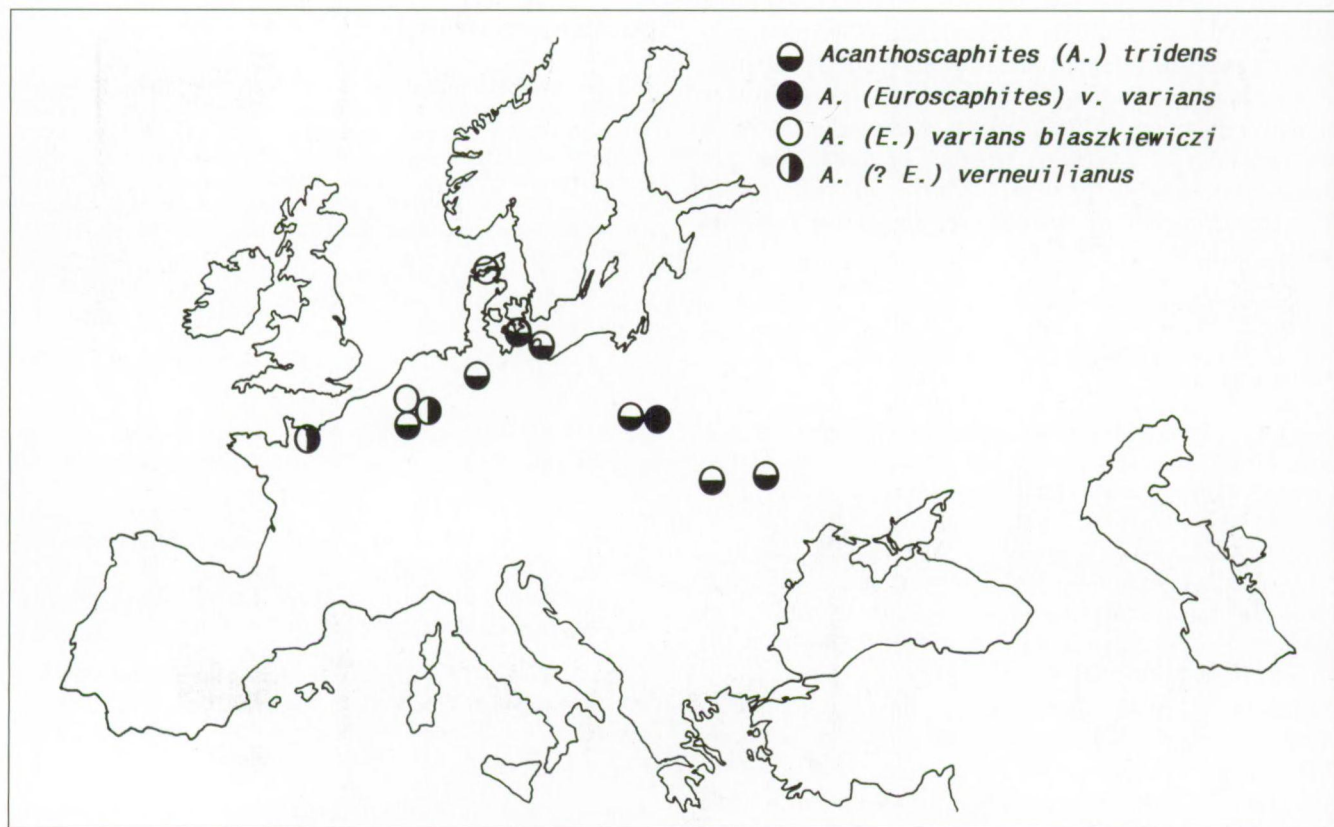 Acanthoscaphites (A.) tridens
A. (Euroscaphites) v. varians
A. (E.) varians blaszkiewiczi
A. (? E.) verneuilianus